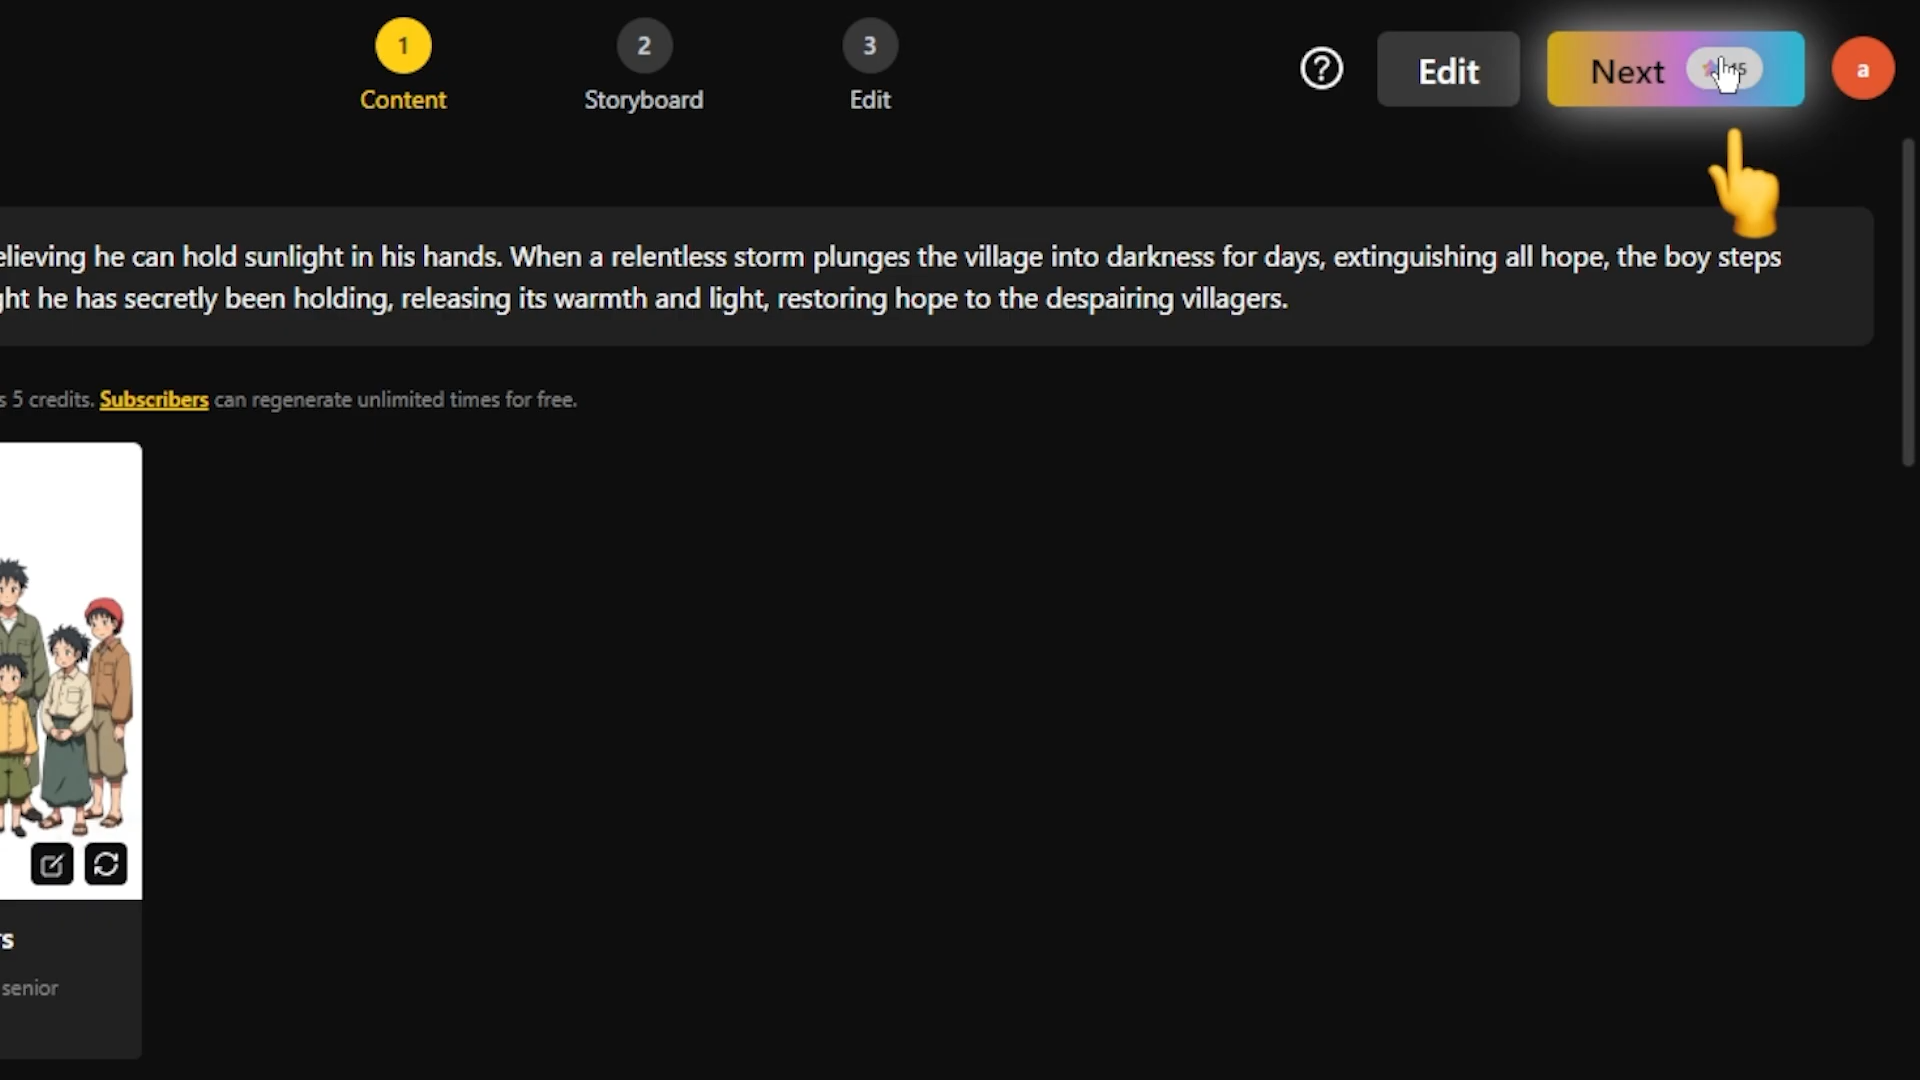 1
2
3
Content
Storyboard
Edit
Edit
Next
a
he can hold sunlight in his hands. When a relentless storm plunges the village into darkness for days, extinguishing all hope, the boy steps
he has secretly been holding, releasing its warmth and light, restoring hope to the despairing villagers.
5 credits. Subscribers can regenerate unlimited times for free.
senior